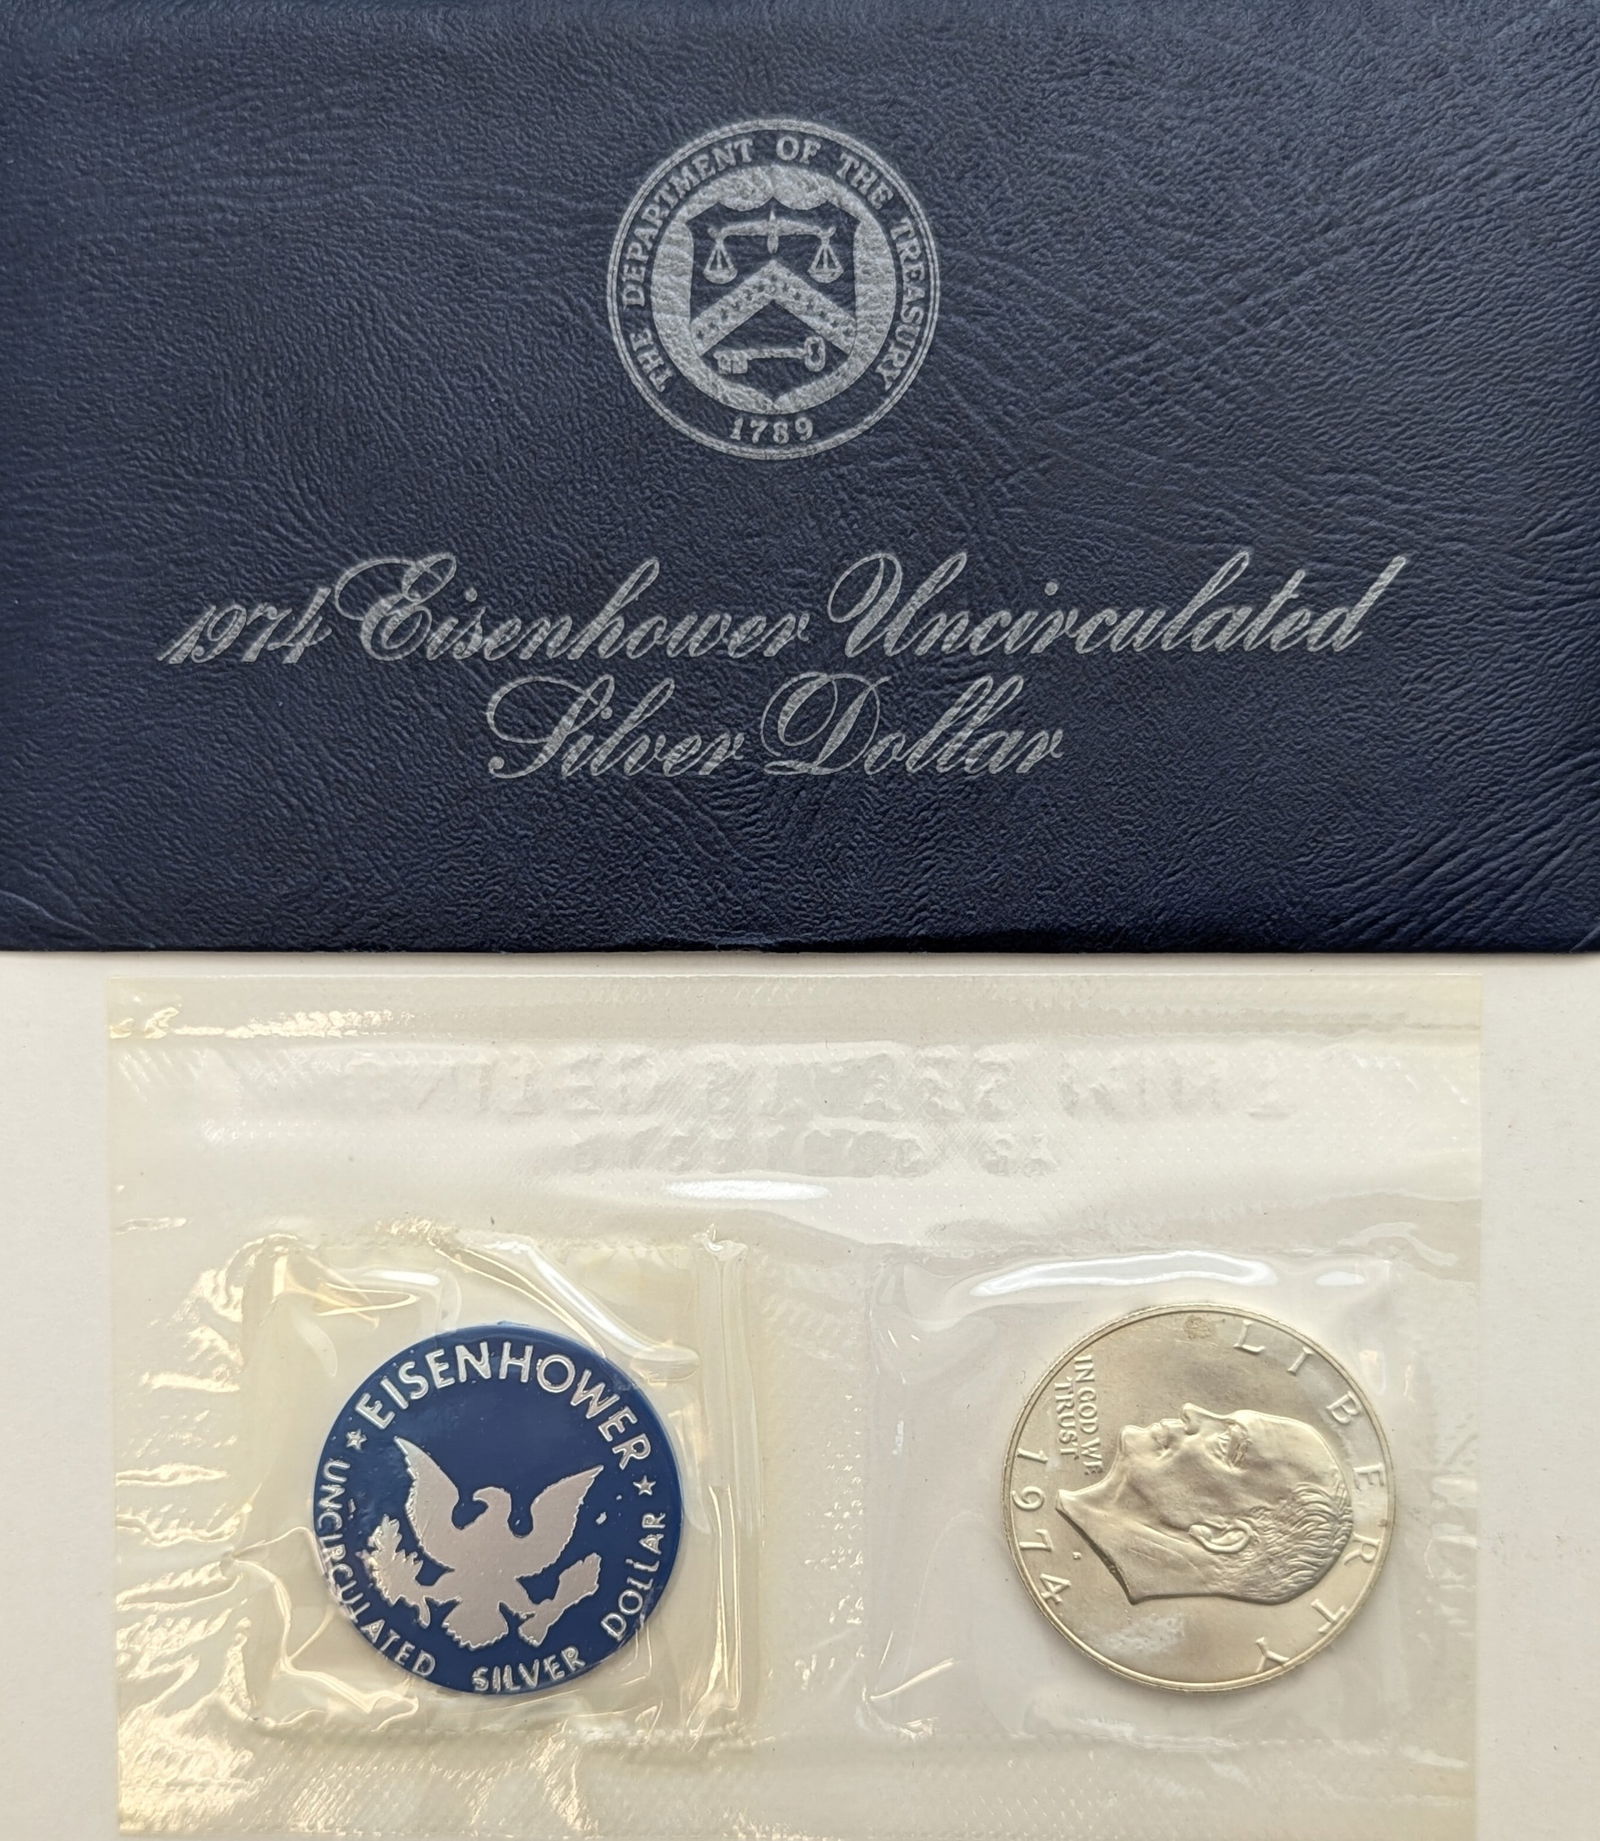 THE DEPARTMENT OF THE TREASURY
1789
1974 Eisenhower Uncirculated
Silver Dollar
★ EISENHOWER ★
UNCIRCULATED SILVER DOLLAR
LIBERTY
IN GOD WE
TRUST
1974